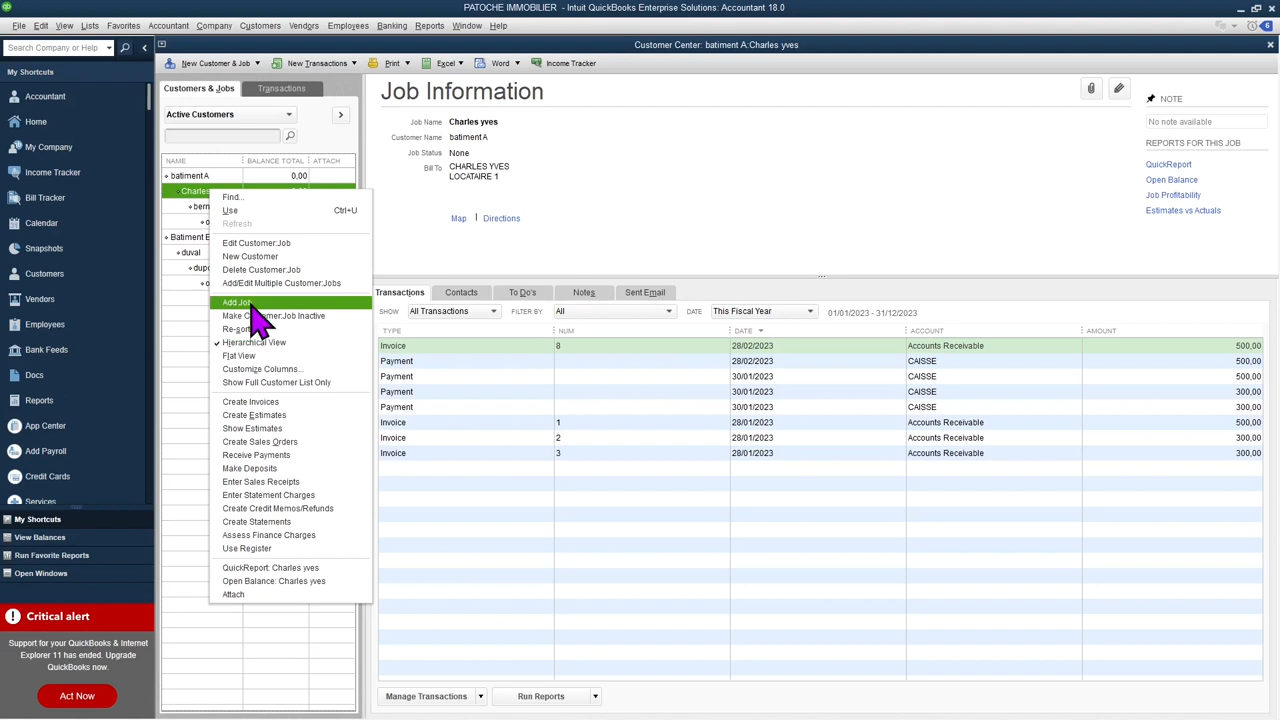 PATOCHE IMMOBILIER - Intuit QuickBooks Enterprise Solutions: Accountant 18.0
File Edit View Lists Favorites Accountant Company Customers Vendors Employees Banking Reports Window Help
6
Search Company or Help
Customer Center: batiment A:Charles yves
My Shortcuts
Accountant
Home
My Company
Income Tracker
Bill Tracker
Calendar
Snapshots
Customers
Vendors
Employees
Bank Feeds
Docs
Reports
App Center
Add Payroll
Credit Cards
Services
My Shortcuts
View Balances
Run Favorite Reports
Open Windows
Critical alert
Support for your QuickBooks & Internet
Explorer 11 has ended. Upgrade
QuickBooks now.
Act Now
New Customer & Job New Transactions Print Excel Word Income Tracker
Customers & Jobs Transactions
Active Customers
NAME BALANCE TOTAL ATTACH
batiment A 0,00
Charles
Batiment
duval
Find...
Use Ctrl+U
Refresh
Edit Customer:Job
New Customer
Delete Customer:Job
Add/Edit Multiple Customer:Jobs
Add Job
Make Customer:Job Inactive
Re-sort
Hierarchical View
Flat View
Customize Columns...
Show Full Customer List Only
Create Invoices
Create Estimates
Show Estimates
Create Sales Orders
Receive Payments
Make Deposits
Enter Sales Receipts
Enter Statement Charges
Create Credit Memos/Refunds
Create Statements
Assess Finance Charges
Use Register
QuickReport: Charles yves
Open Balance: Charles yves
Attach
Job Information
Job Name Charles yves
Customer Name batiment A
Job Status None
Bill To CHARLES YVES
LOCATAIRE 1
Map Directions
NOTE
No note available
REPORTS FOR THIS JOB
QuickReport
Open Balance
Job Profitability
Estimates vs Actuals
Transactions Contacts To Do's Notes Sent Email
SHOW All Transactions FILTER BY All DATE This Fiscal Year 01/01/2023 - 31/12/2023
TYPE NUM DATE ACCOUNT AMOUNT
Invoice 8 28/02/2023 Accounts Receivable 500,00
Payment 28/02/2023 CAISSE 500,00
Payment 30/01/2023 CAISSE 500,00
Payment 30/01/2023 CAISSE 300,00
Payment 30/01/2023 CAISSE 300,00
Invoice 1 28/01/2023 Accounts Receivable 500,00
Invoice 2 28/01/2023 Accounts Receivable 300,00
Invoice 3 28/01/2023 Accounts Receivable 300,00
Manage Transactions Run Reports